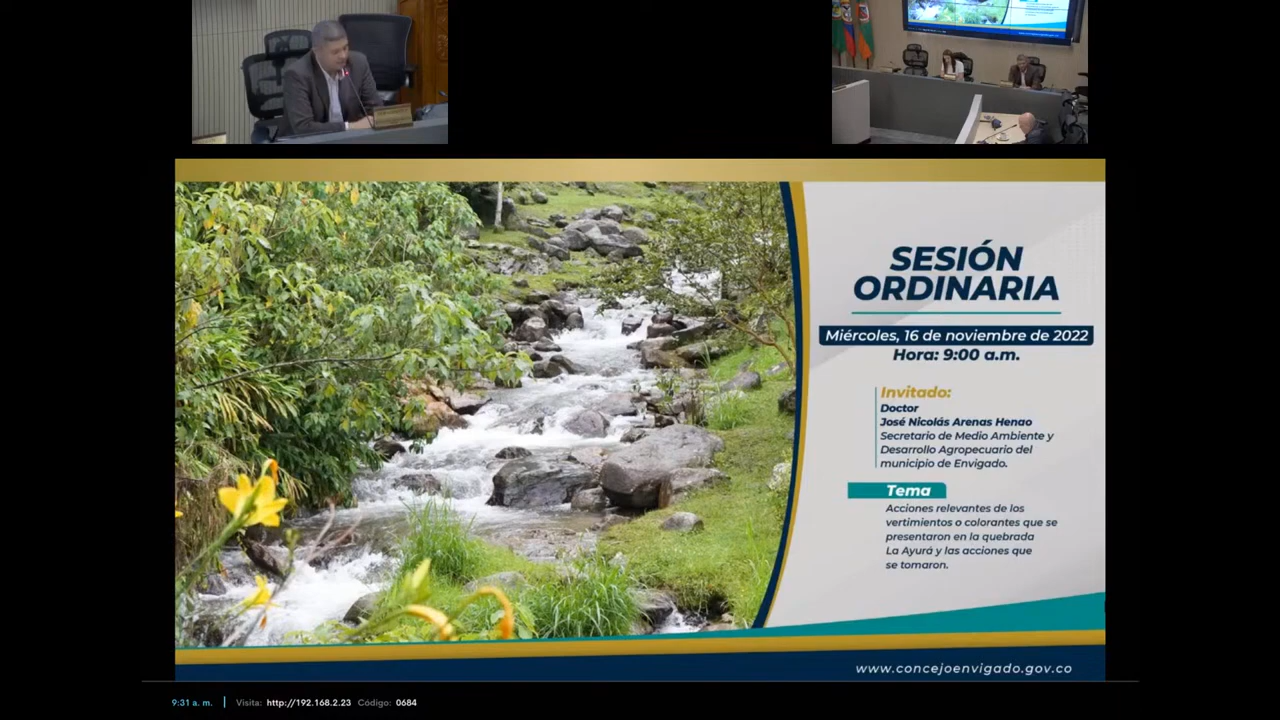 SESIÓN
ORDINARIA
Miércoles, 16 de noviembre de 2022
Hora: 9:00 a.m.
Invitado:
Doctor
José Nicolás Arenas Henao
Secretario de Medio Ambiente y
Desarrollo Agropecuario del
municipio de Envigado.
Tema
Acciones relevantes de los
vertimientos o colorantes que se
presentaron en la quebrada
La Ayurá y las acciones que
se tomaron.
www.concejoenvigado.gov.co
9:31 a. m. | Visita: http://192.168.2.23 Código: 0684